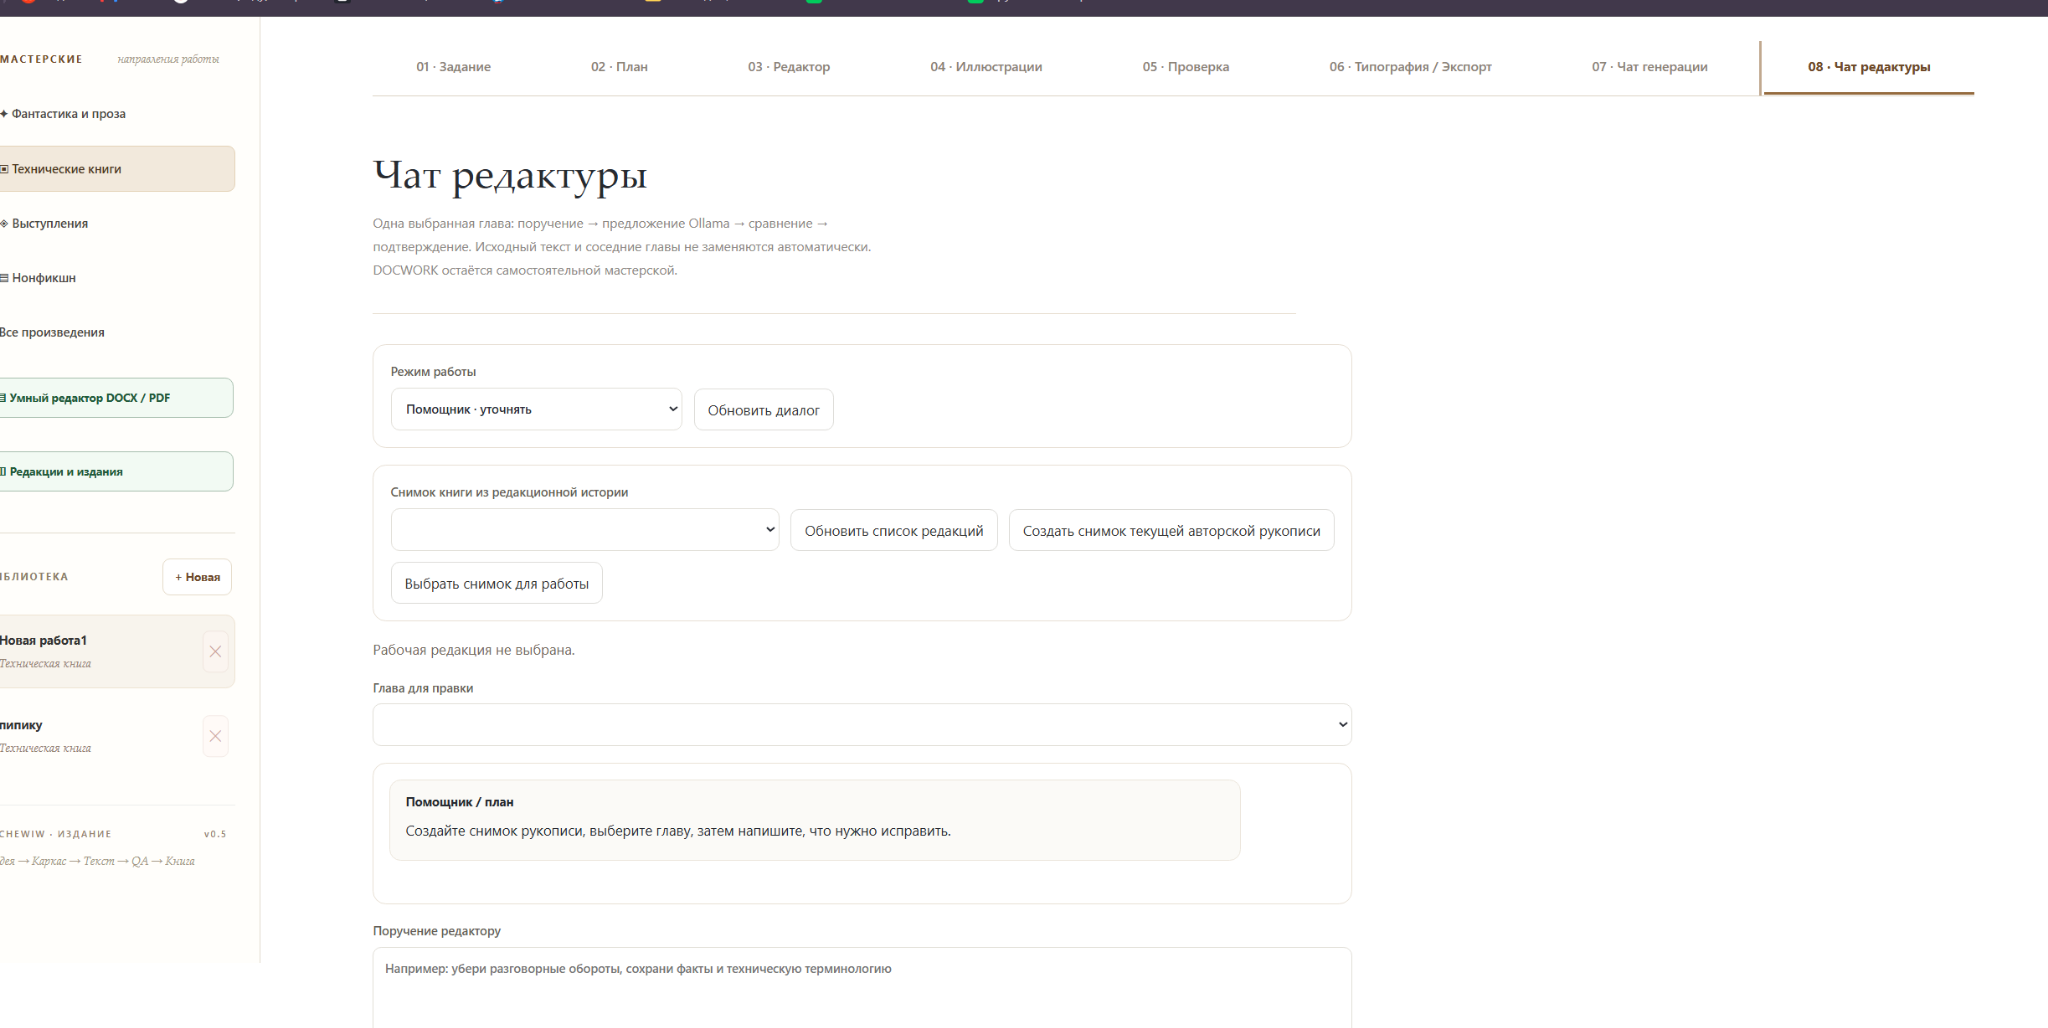 МАСТЕРСКИЕ
направления работы
✦ Фантастика и проза
Технические книги
Выступления
Нонфикшн
Все произведения
Умный редактор DOCX / PDF
Редакции и издания
+ Новая
Новая работа1
Техническая книга
пипику
Техническая книга
v0.5
ИЗДАНИЕ
→ Каркас → Текст → QA → Книга
01 · Задание
02 · План
03 · Редактор
04 · Иллюстрации
05 · Проверка
06 · Типография / Экспорт
07 · Чат генерации
08 · Чат редактуры
Чат редактуры
Одна выбранная глава: поручение → предложение Ollama → сравнение →
подтверждение. Исходный текст и соседние главы не заменяются автоматически.
DOCWORK остаётся самостоятельной мастерской.
Режим работы
Помощник · уточнять
Обновить диалог
Снимок книги из редакционной истории
Обновить список редакций
Создать снимок текущей авторской рукописи
Выбрать снимок для работы
Рабочая редакция не выбрана.
Глава для правки
Помощник / план
Создайте снимок рукописи, выберите главу, затем напишите, что нужно исправить.
Поручение редактору
Например: убери разговорные обороты, сохрани факты и техническую терминологию